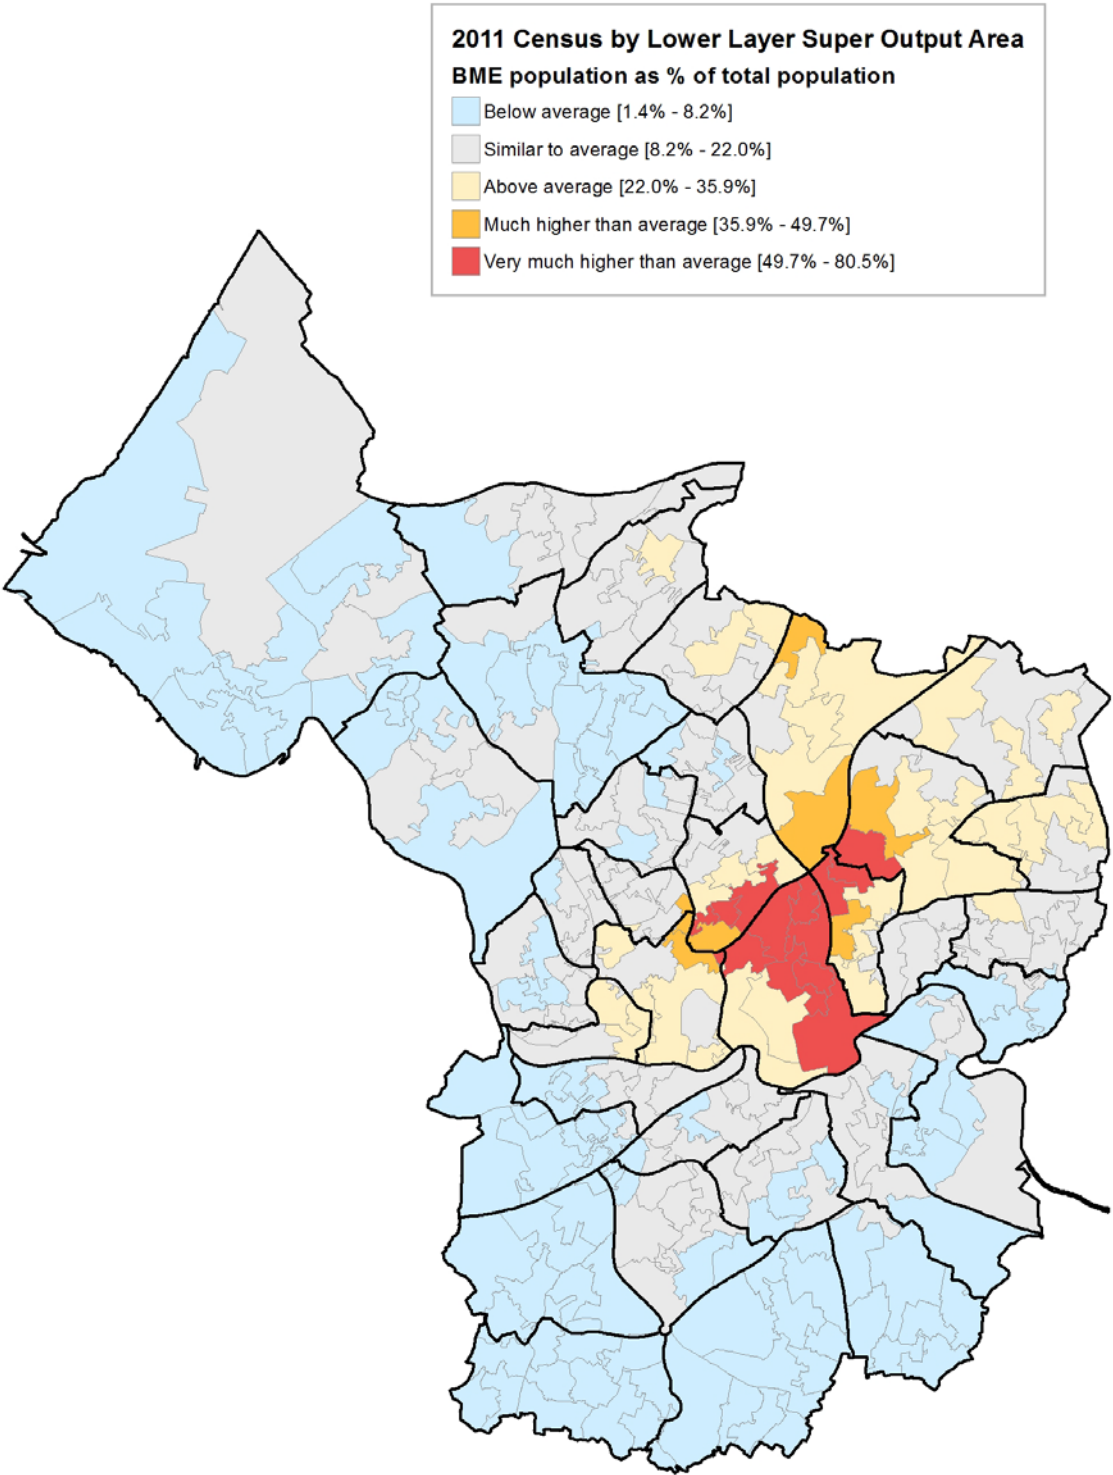 2011 Census by Lower Layer Super Output Area
BME population as % of total population
Below average [1.4% - 8.2%]
Similar to average [8.2% - 22.0%]
Above average [22.0% - 35.9%]
Much higher than average [35.9% - 49.7%]
Very much higher than average [49.7% - 80.5%]